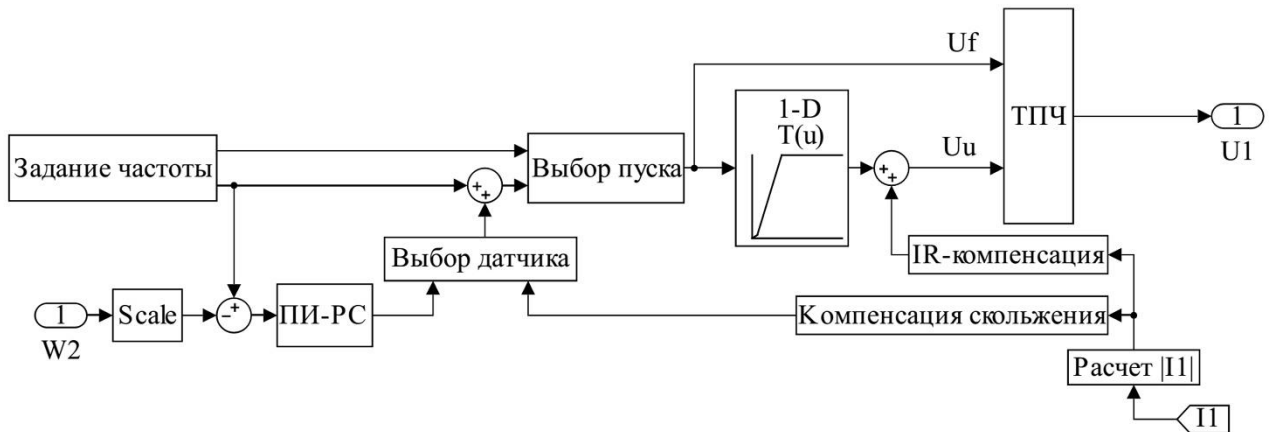 Uf
1-D
T(u)
ТПЧ
1
U1
Задание частоты
Выбор пуска
Uu
+
+
+
+
Выбор датчика
IR-компенсация
1
W2
Scale
+
−
ПИ-РС
Компенсация скольжения
Расчет |I1|
I1